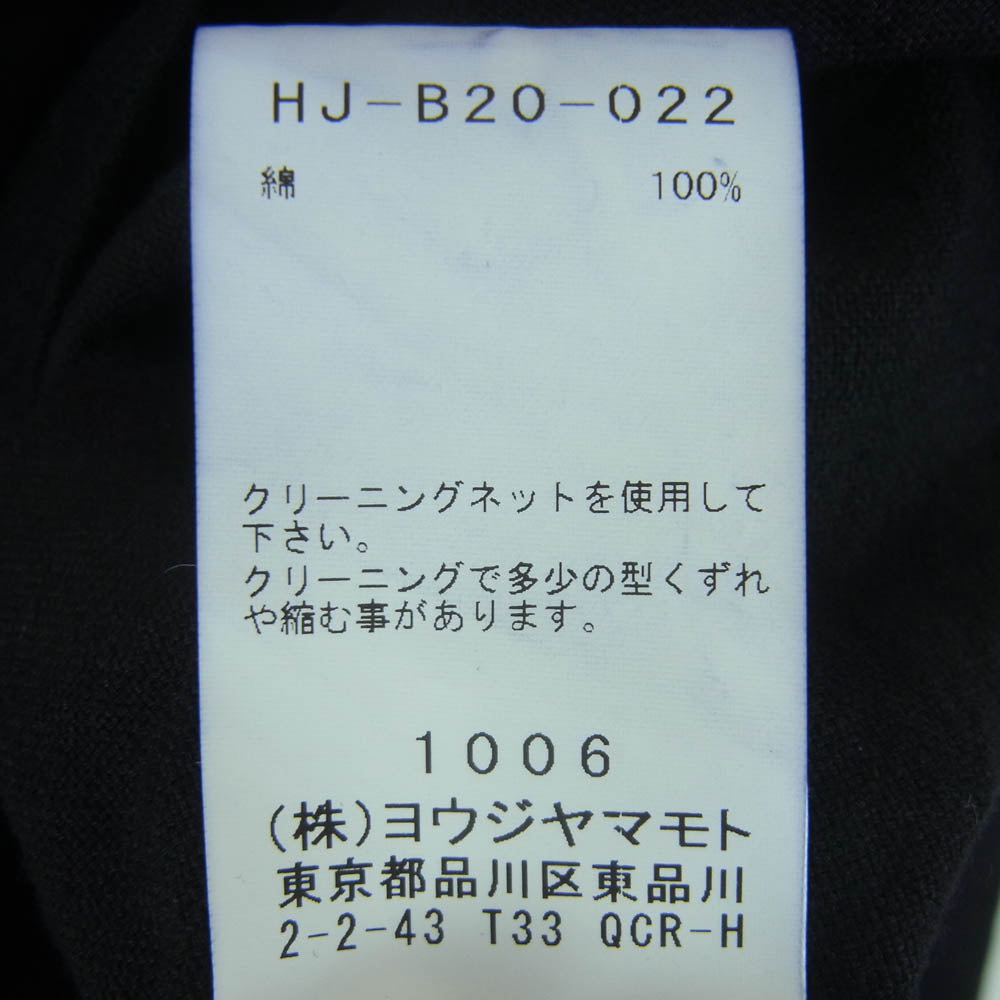 HJ-B20-022
綿 100%
クリーニングネットを使用して
下さい。
クリーニングで多少の型くずれ
や縮む事があります。
1006
(株)ヨウジヤマモト
東京都品川区東品川
2-2-43 T33 QCR-H